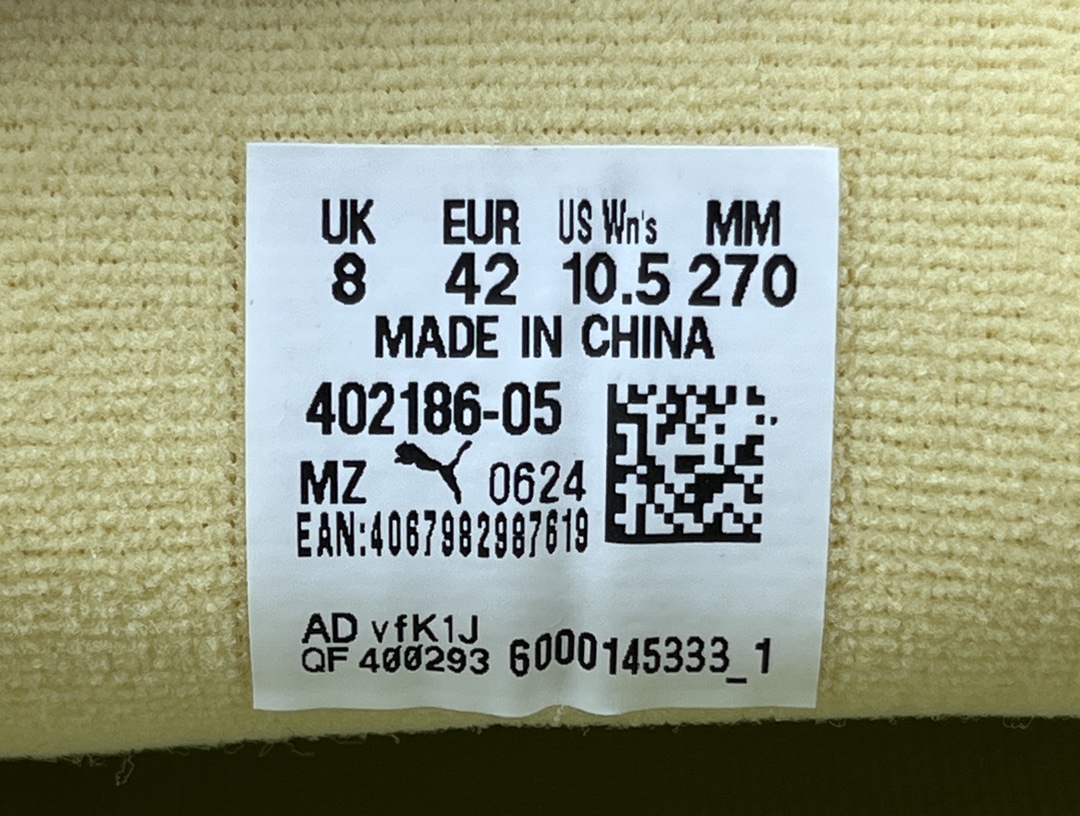 UK EUR US Wn's MM
8 42 10.5 270
MADE IN CHINA
402186-05
MZ 0624
EAN:4067982987619
AD vfK1J
QF 400293 6000145333_1